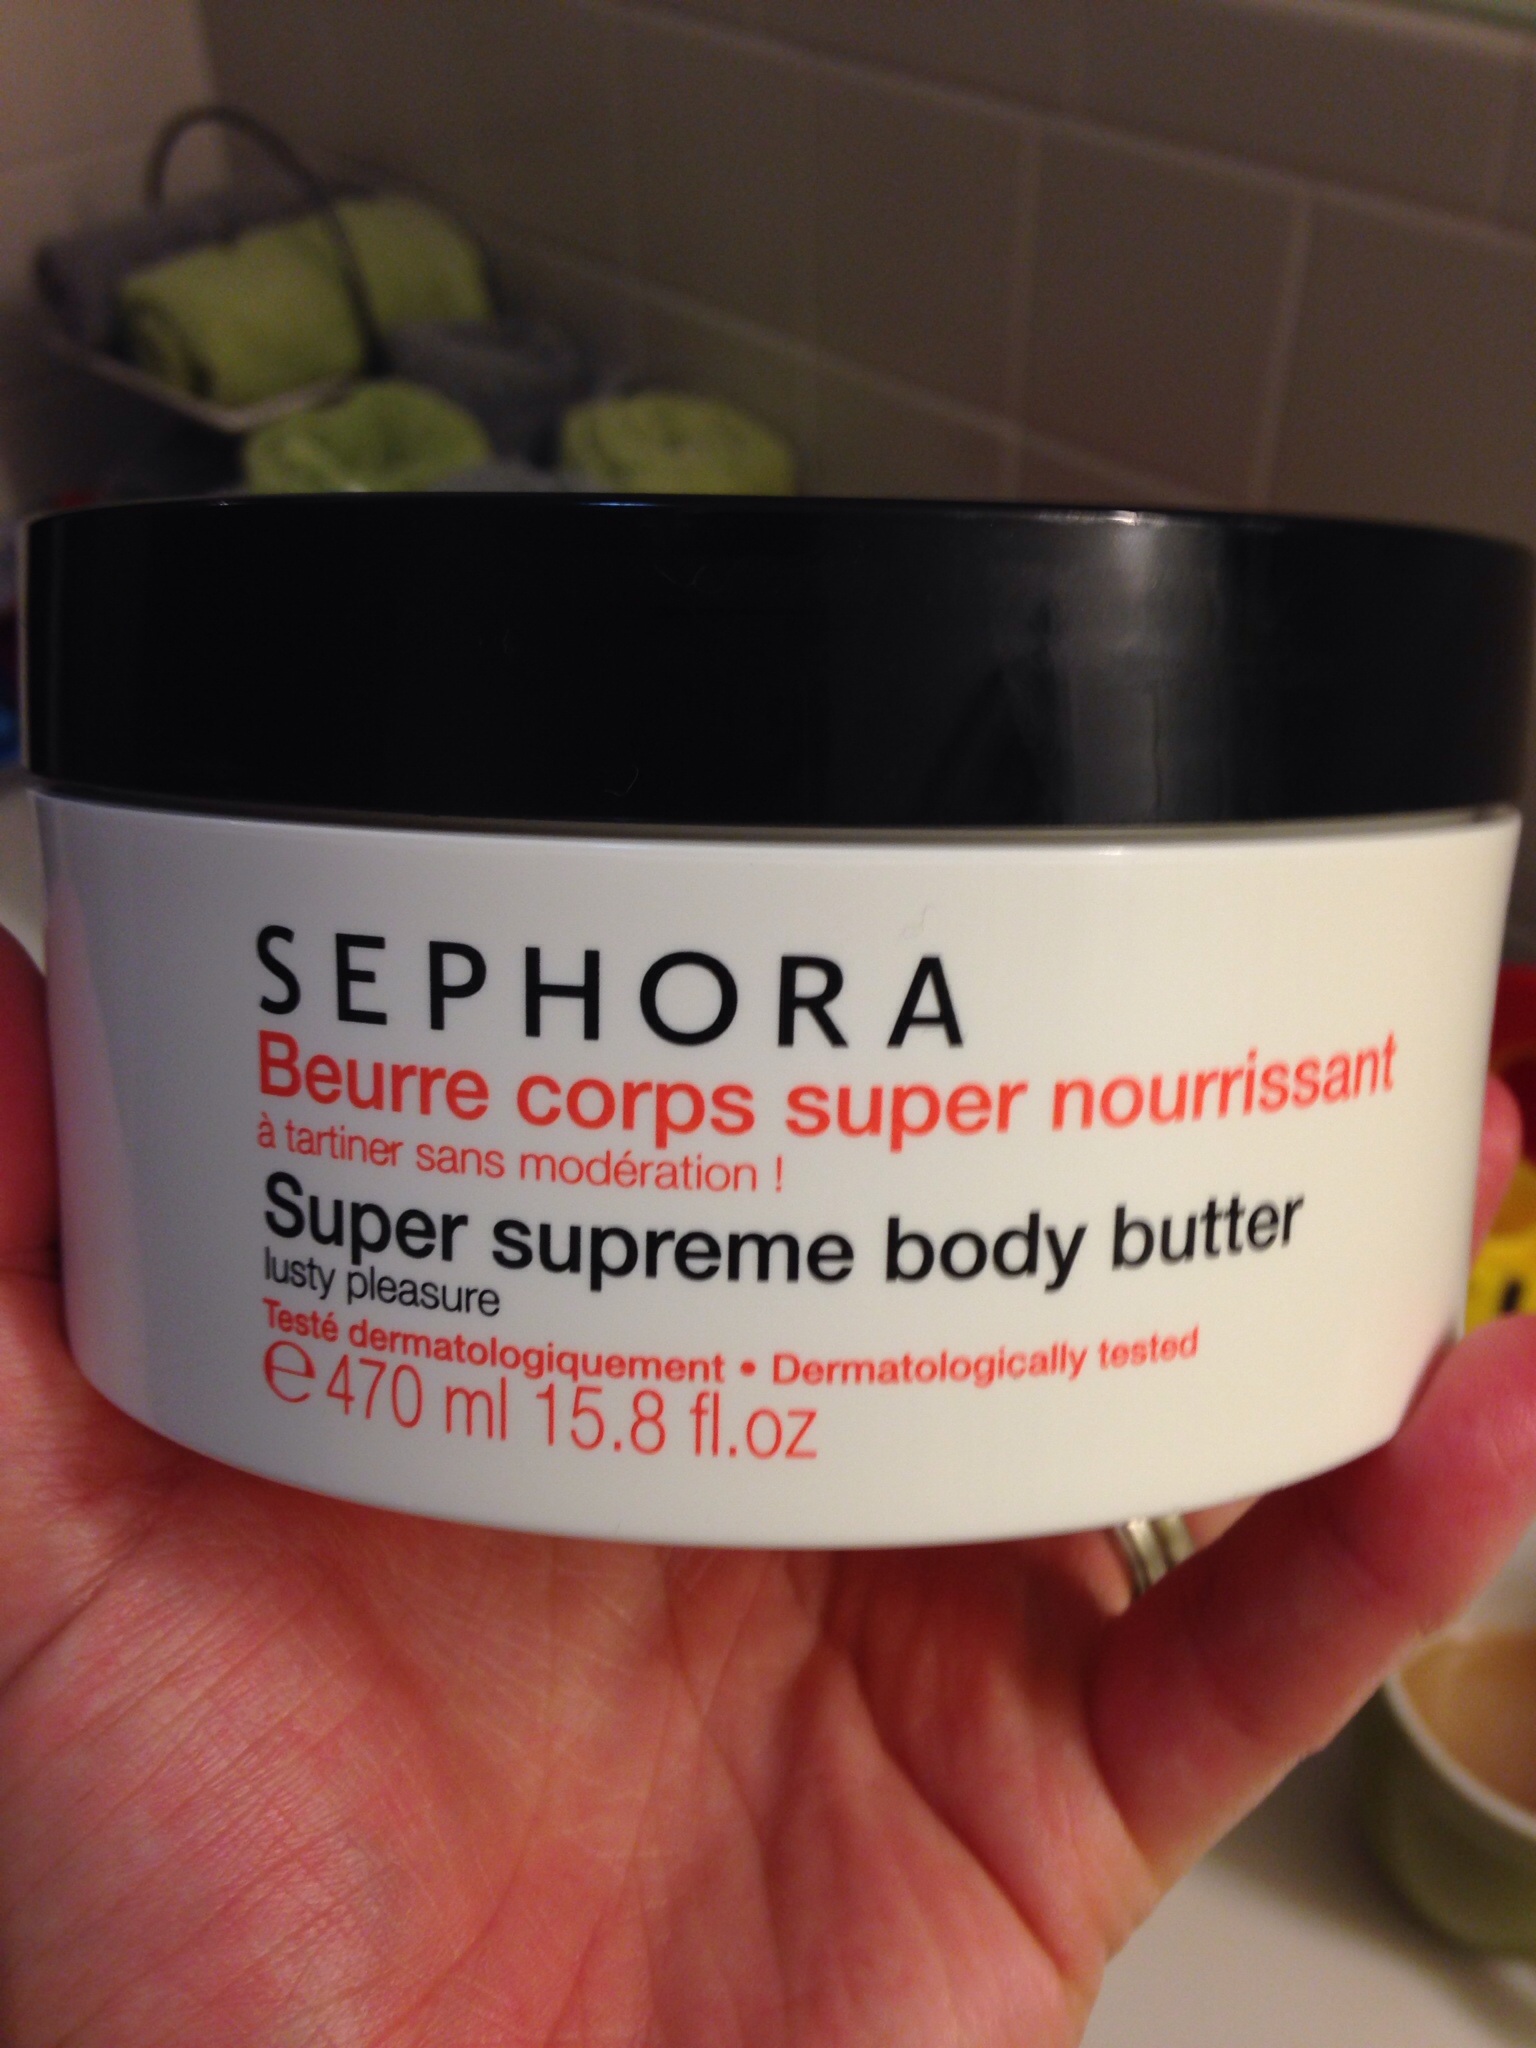 SEPHORA
Beurre corps super nourrissant
à tartiner sans modération !
Super supreme body butter
lusty pleasure
Testé dermatologiquement • Dermatologically tested
℮ 470 ml 15.8 fl.oz